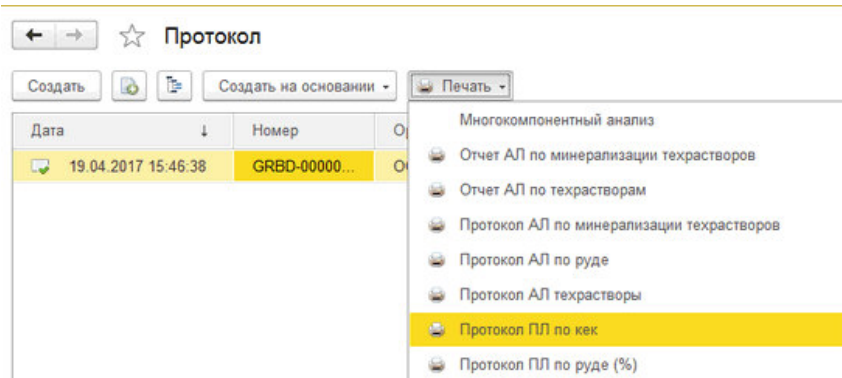 Протокол
Создать
Создать на основании
Печать
Дата ↓ Номер
Многокомпонентный анализ
Отчет АЛ по минерализации техрастворов
19.04.2017 15:46:38 GRBD-00000...
Отчет АЛ по техрастворам
Протокол АЛ по минерализации техрастворов
Протокол АЛ по руде
Протокол АЛ техрастворы
Протокол ПЛ по кек
Протокол ПЛ по руде (%)